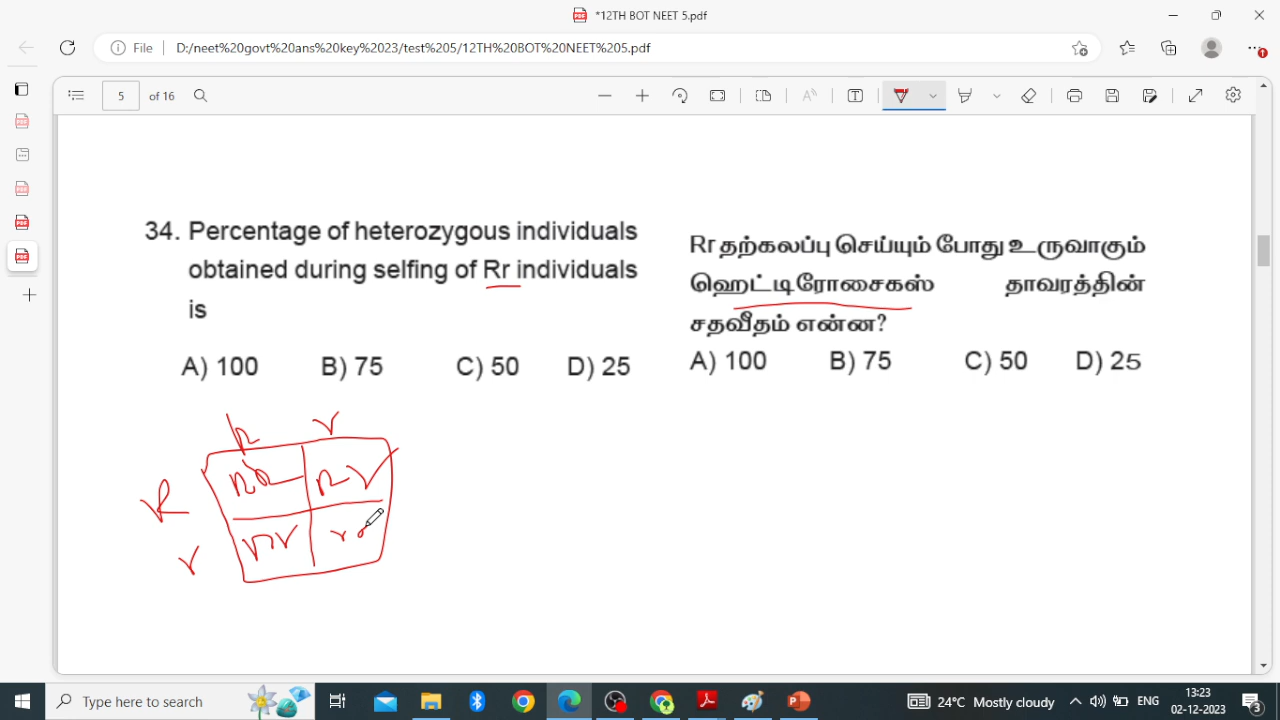 *12TH BOT NEET 5.pdf
File
D:/neet%20govt%20ans%20key%2023/test%205/12TH%20BOT%20NEET%205.pdf
5 of 16
34. Percentage of heterozygous individuals
obtained during selfing of Rr individuals
is
A) 100 B) 75 C) 50 D) 25
Rr தற்கலப்பு செய்யும் போது உருவாகும்
ஹெட்டிரோசைகஸ் தாவரத்தின்
சதவீதம் என்ன?
A) 100 B) 75 C) 50 D) 25
R r
R
RR Rr
r
Rr
Type here to search
24°C Mostly cloudy
ENG
13:23
02-12-2023
3